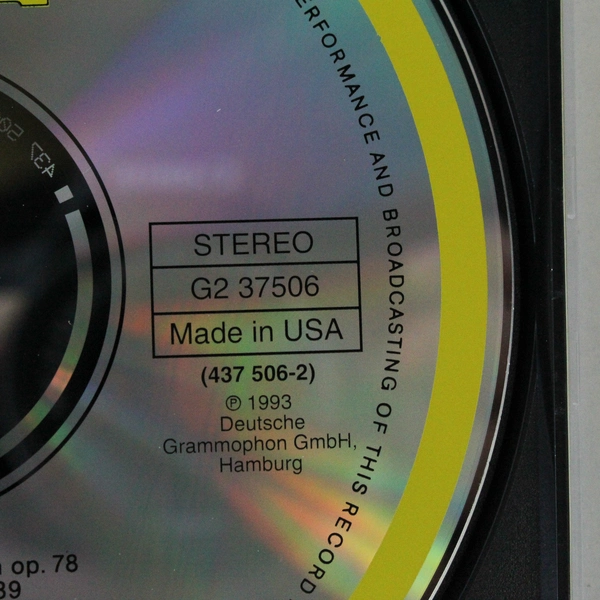 ERFORMANCE AND BROADCASTING OF THIS RECORD
STEREO
G2 37506
Made in USA
(437 506-2)
℗ 1993
Deutsche
Grammophon GmbH,
Hamburg
op. 78
39